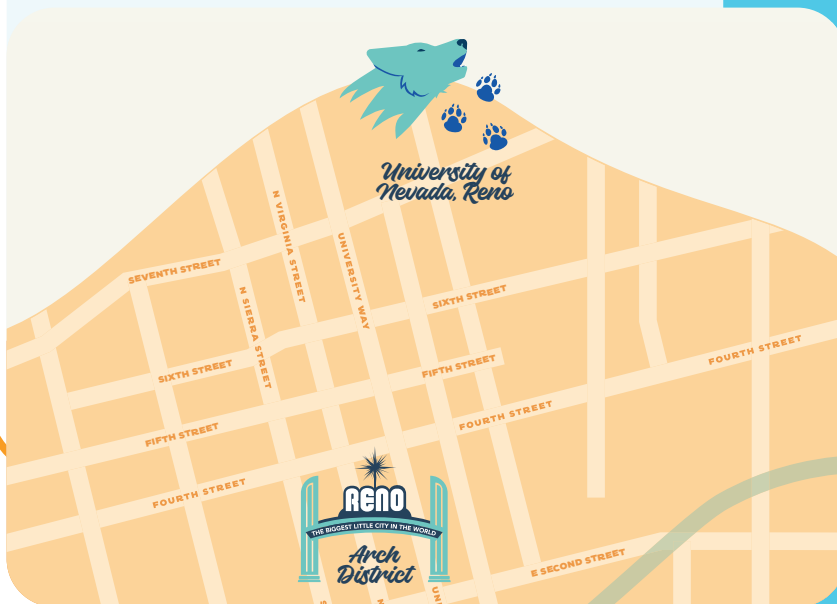 University of
Nevada, Reno
N VIRGINIA STREET
UNIVERSITY WAY
SEVENTH STREET
N SIERRA STREET
SIXTH STREET
SIXTH STREET
FOURTH STREET
FIFTH STREET
FIFTH STREET
FOURTH STREET
FOURTH STREET
RENO
THE BIGGEST LITTLE CITY IN THE WORLD
Arch
District
E SECOND STREET